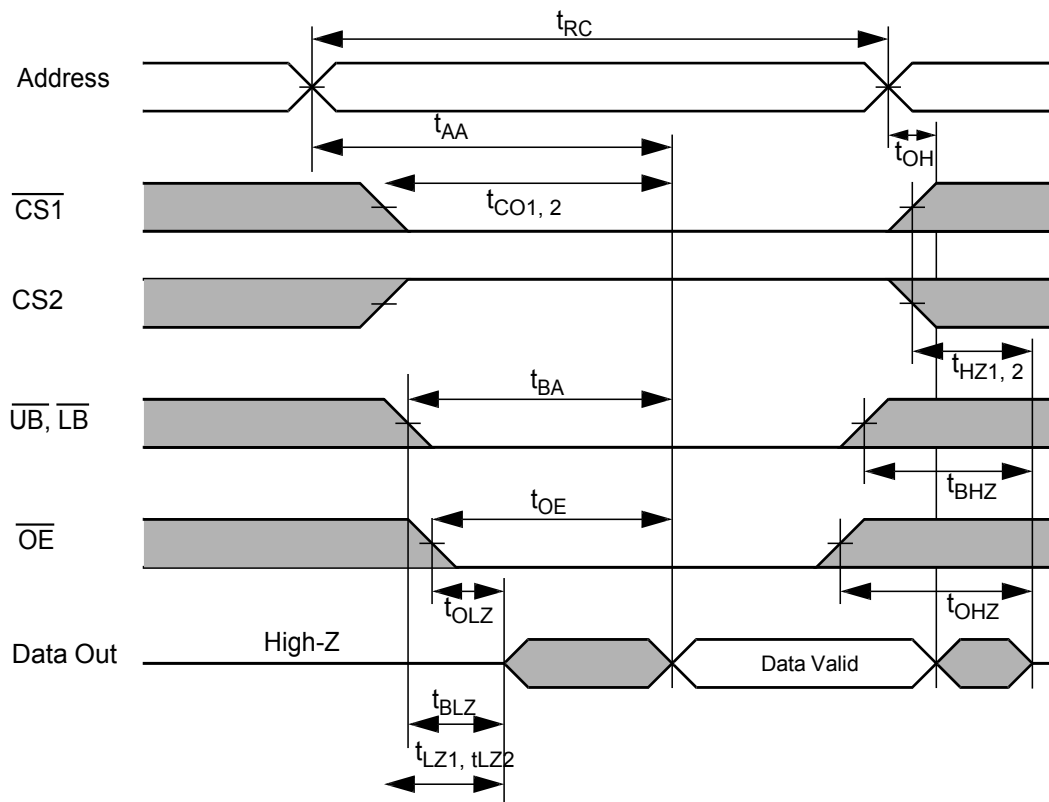 tRC
Address
tAA
tOH
CS1
tCO1, 2
CS2
tHZ1, 2
tBA
UB, LB
tBHZ
tOE
OE
tOLZ
tOHZ
High-Z
Data Out
Data Valid
tBLZ
tLZ1, tLZ2